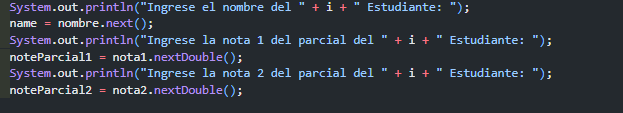 System.out.println("Ingrese el nombre del " + i + " Estudiante: ");
name = nombre.next();
System.out.println("Ingrese la nota 1 del parcial del " + i + " Estudiante: ");
noteParcial1 = nota1.nextDouble();
System.out.println("Ingrese la nota 2 del parcial del " + i + " Estudiante: ");
noteParcial2 = nota2.nextDouble();